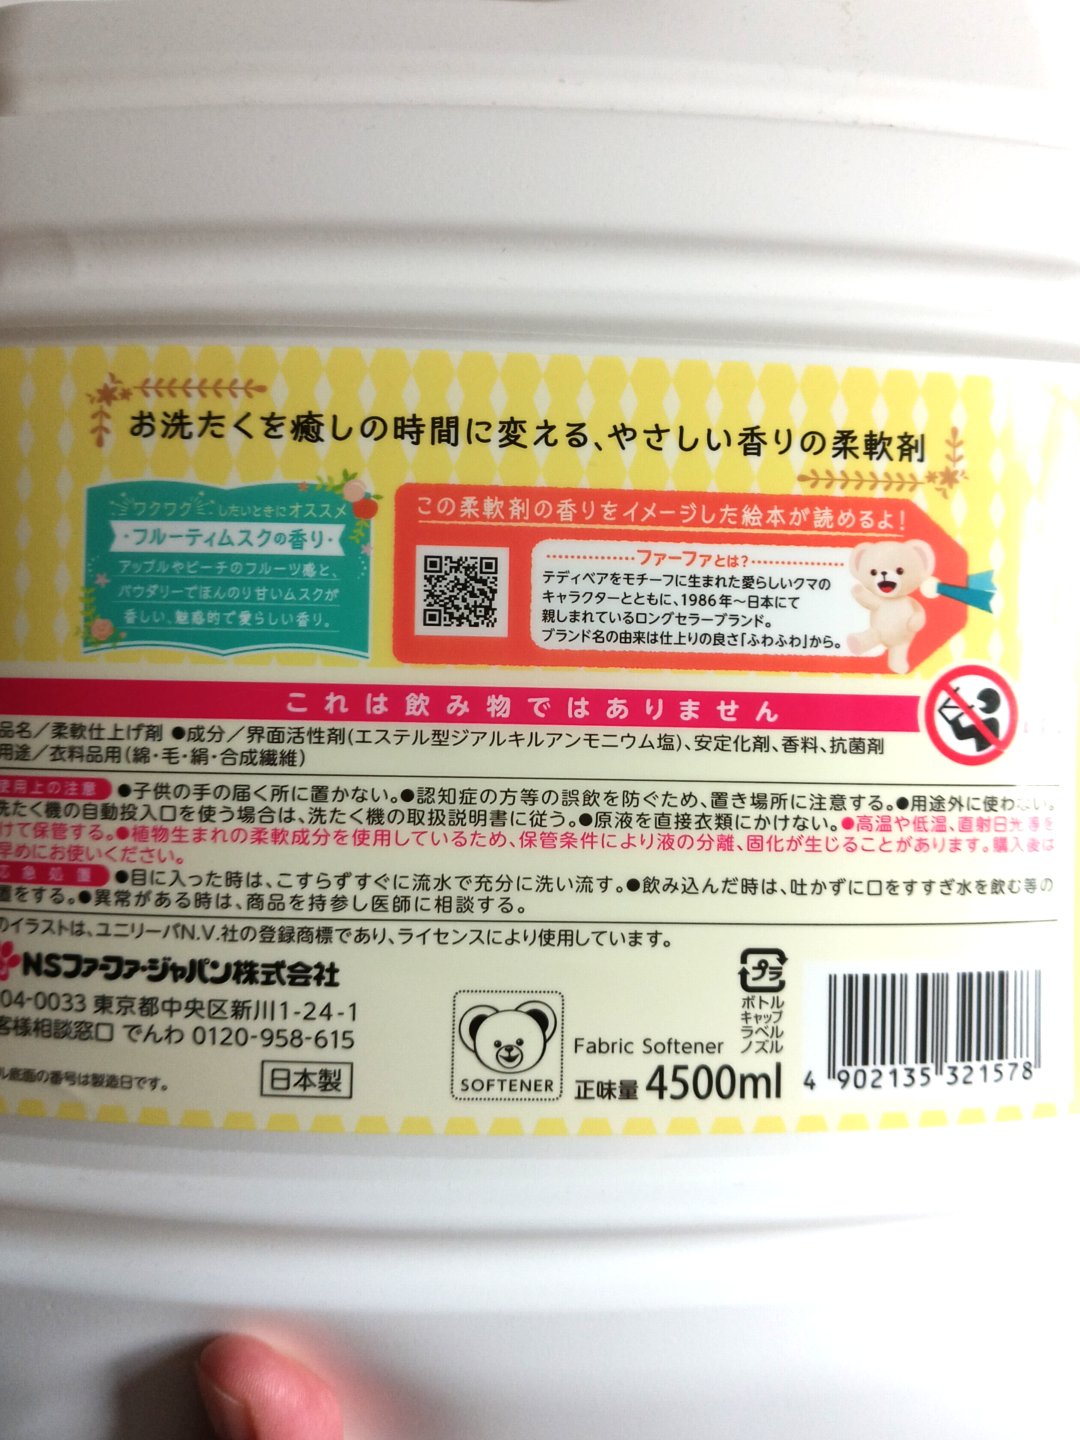 お洗たくを癒しの時間に変える、やさしい香りの柔軟剤
ワクワクしたいときにオススメ
・フルーティムスクの香り・
アップルやピーチのフルーツ感と、
パウダリーでほんのり甘いムスクが
香しい、魅惑的で愛らしい香り。
この柔軟剤の香りをイメージした絵本が読めるよ！
ファーファとは？
テディベアをモチーフに生まれた愛らしいクマの
キャラクターとともに、1986年〜日本にて
親しまれているロングセラーブランド。
ブランド名の由来は仕上りの良さ「ふわふわ」から。
これは飲み物ではありません
品名／柔軟仕上げ剤 ●成分／界面活性剤(エステル型ジアルキルアンモニウム塩)、安定化剤、香料、抗菌剤
用途／衣料品用(綿・毛・絹・合成繊維)
使用上の注意 ●子供の手の届く所に置かない。●認知症の方等の誤飲を防ぐため、置き場所に注意する。●用途外に使わない。
洗たく機の自動投入口を使う場合は、洗たく機の取扱説明書に従う。●原液を直接衣類にかけない。●高温や低温、直射日光等を
けて保管する。●植物生まれの柔軟成分を使用しているため、保管条件により液の分離、固化が生じることがあります。購入後は
早めにお使いください。
応急処置 ●目に入った時は、こすらずすぐに流水で充分に洗い流す。●飲み込んだ時は、吐かずに口をすすぎ水を飲む等の
置をする。●異常がある時は、商品を持参し医師に相談する。
のイラストは、ユニリーバN.V.社の登録商標であり、ライセンスにより使用しています。
NSファーファ・ジャパン株式会社
04-0033 東京都中央区新川1-24-1
客様相談窓口 でんわ 0120-958-615
ル底面の番号は製造日です。
日本製
SOFTENER
Fabric Softener
正味量 4500ml
プラ
ボトル
キャップ
ラベル
ノズル
4 902135 321578